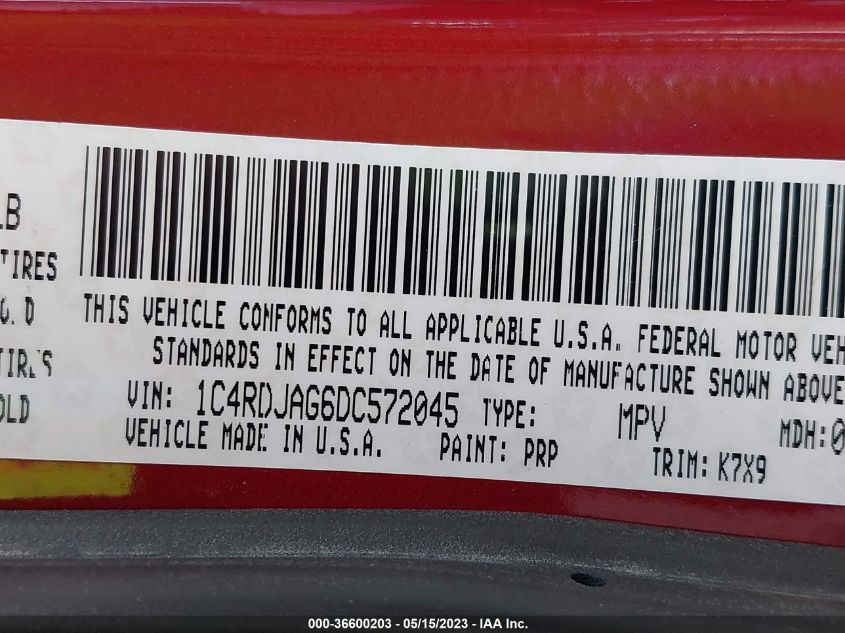 LB
TIRES
THIS VEHICLE CONFORMS TO ALL APPLICABLE U.S.A. FEDERAL MOTOR VEH
STANDARDS IN EFFECT ON THE DATE OF MANUFACTURE SHOWN ABOVE
VIN: 1C4RDJAG6DC572045 TYPE: MPV MDH:0
OLD
VEHICLE MADE IN U.S.A. PAINT: PRP TRIM: K7X9
000-36600203 - 05/15/2023 - IAA Inc.